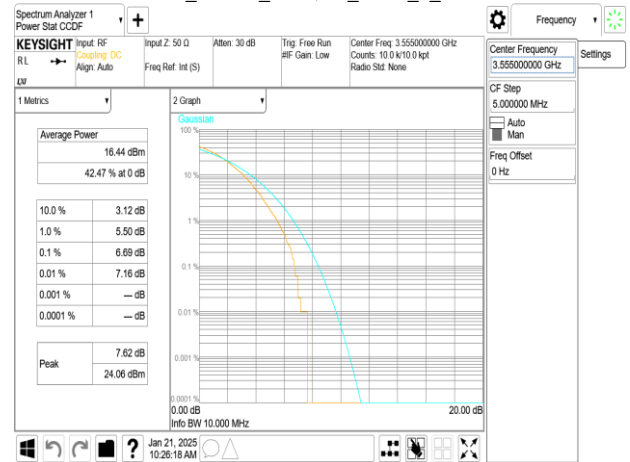 Spectrum Analyzer 1
Power Stat CCDF
Frequency
KEYSIGHT
RL
LXI
Input: RF
Coupling: DC
Align: Auto
Input Z: 50 Ω
Freq Ref: Int (S)
Atten: 30 dB
Trig: Free Run
#IF Gain: Low
Center Freq: 3.555000000 GHz
Counts: 10.0 k/10.0 kpt
Radio Std: None
Center Frequency
3.555000000 GHz
Settings
CF Step
5.000000 MHz
Auto
Man
Freq Offset
0 Hz
1 Metrics
Average Power
16.44 dBm
42.47 % at 0 dB
10.0 % 3.12 dB
1.0 % 5.50 dB
0.1 % 6.69 dB
0.01 % 7.16 dB
0.001 % --- dB
0.0001 % --- dB
Peak
7.62 dB
24.06 dBm
2 Graph
Gaussian
100 %
10 %
1 %
0.1 %
0.01 %
0.001 %
0.0001 %
0.00 dB 20.00 dB
Info BW 10.000 MHz
?
Jan 21, 2025
10:26:18 AM